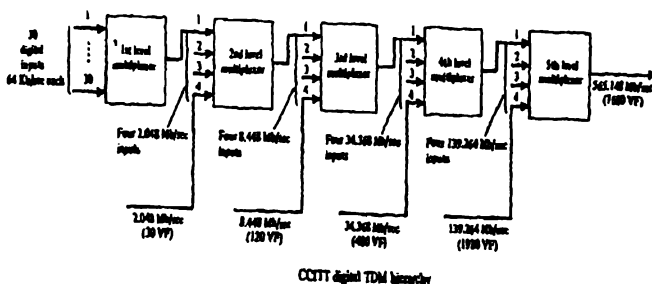 30
digital
inputs
64 Kb/sec each
1
30
1st level
multiplexer
Four 2.048 Mb/sec
inputs
2.048 Mb/sec
(30 VF)
1
2
3
4
2nd level
multiplexer
Four 8.448 Mb/sec
inputs
8.448 Mb/sec
(120 VF)
1
2
3
4
3rd level
multiplexer
Four 34.368 Mb/sec
inputs
34.368 Mb/sec
(480 VF)
1
2
3
4
4th level
multiplexer
Four 139.264 Mb/sec
inputs
139.264 Mb/sec
1
2
3
4
5th level
multiplexer
565.148 Mb/sec
CCITT digital TDM hierarchy